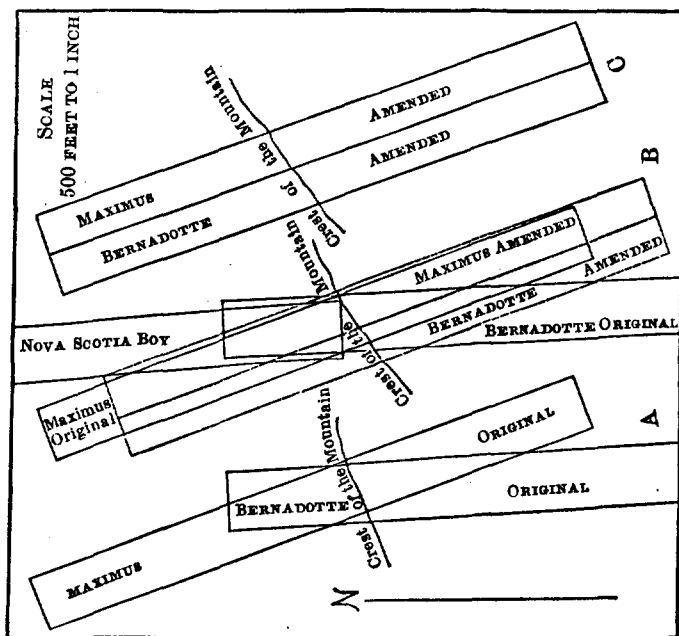 SCALE
500 FEET TO 1 INCH
MAXIMUS
AMENDED
BERNADOTTE
AMENDED
Crest of the Mountain
C
NOVA SCOTIA BOY
Maximus
Original
MAXIMUS AMENDED
BERNADOTTE AMENDED
BERNADOTTE ORIGINAL
Crest of the Mountain
B
MAXIMUS
ORIGINAL
BERNADOTTE
ORIGINAL
Crest of the Mountain
A
N